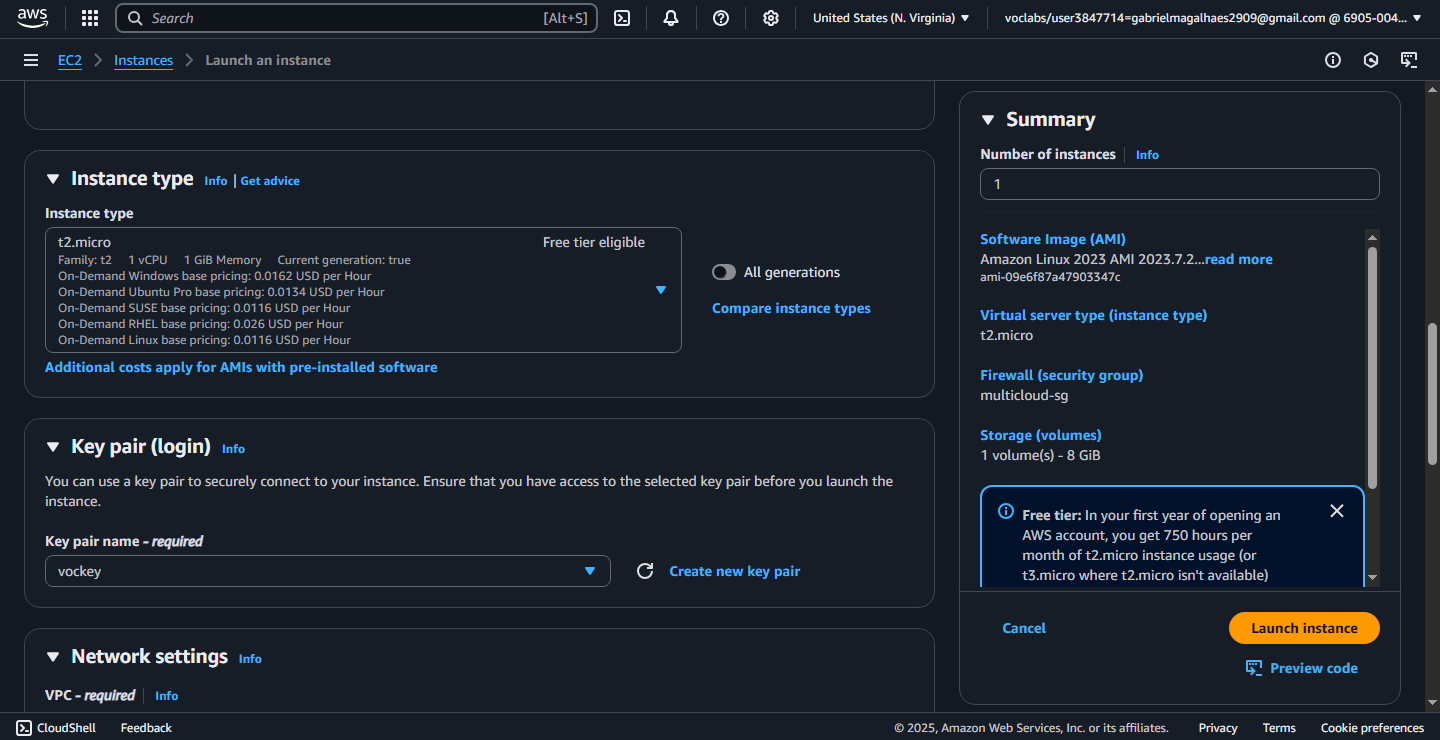 aws
Search
[Alt+S]
United States (N. Virginia)
voclabs/user3847714=gabrielmagalhaes2909@gmail.com @ 6905-004...
EC2
Instances
Launch an instance
Instance type
Info | Get advice
Instance type
t2.micro
Free tier eligible
Family: t2 1 vCPU 1 GiB Memory Current generation: true
On-Demand Windows base pricing: 0.0162 USD per Hour
On-Demand Ubuntu Pro base pricing: 0.0134 USD per Hour
On-Demand SUSE base pricing: 0.0116 USD per Hour
On-Demand RHEL base pricing: 0.026 USD per Hour
On-Demand Linux base pricing: 0.0116 USD per Hour
All generations
Compare instance types
Additional costs apply for AMIs with pre-installed software
Key pair (login)
Info
You can use a key pair to securely connect to your instance. Ensure that you have access to the selected key pair before you launch the
instance.
Key pair name - required
vockey
Create new key pair
Network settings
Info
VPC - required
Info
Summary
Number of instances
Info
1
Software Image (AMI)
Amazon Linux 2023 AMI 2023.7.2...read more
ami-09e6f87a47903347c
Virtual server type (instance type)
t2.micro
Firewall (security group)
multicloud-sg
Storage (volumes)
1 volume(s) - 8 GiB
Free tier: In your first year of opening an
AWS account, you get 750 hours per
month of t2.micro instance usage (or
t3.micro where t2.micro isn't available)
Cancel
Launch instance
Preview code
CloudShell
Feedback
© 2025, Amazon Web Services, Inc. or its affiliates.
Privacy
Terms
Cookie preferences